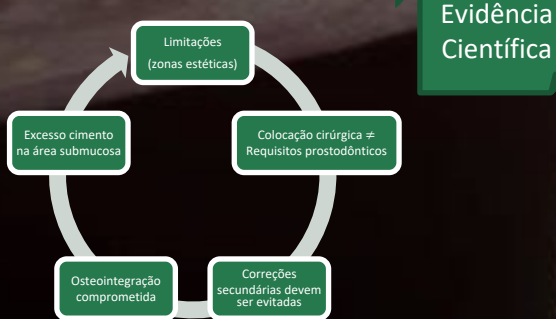 Evidência
Científica
Limitações
(zonas estéticas)
Colocação cirúrgica ≠
Requisitos prostodônticos
Correções
secundárias devem
ser evitadas
Osteointegração
comprometida
Excesso cimento
na área submucosa